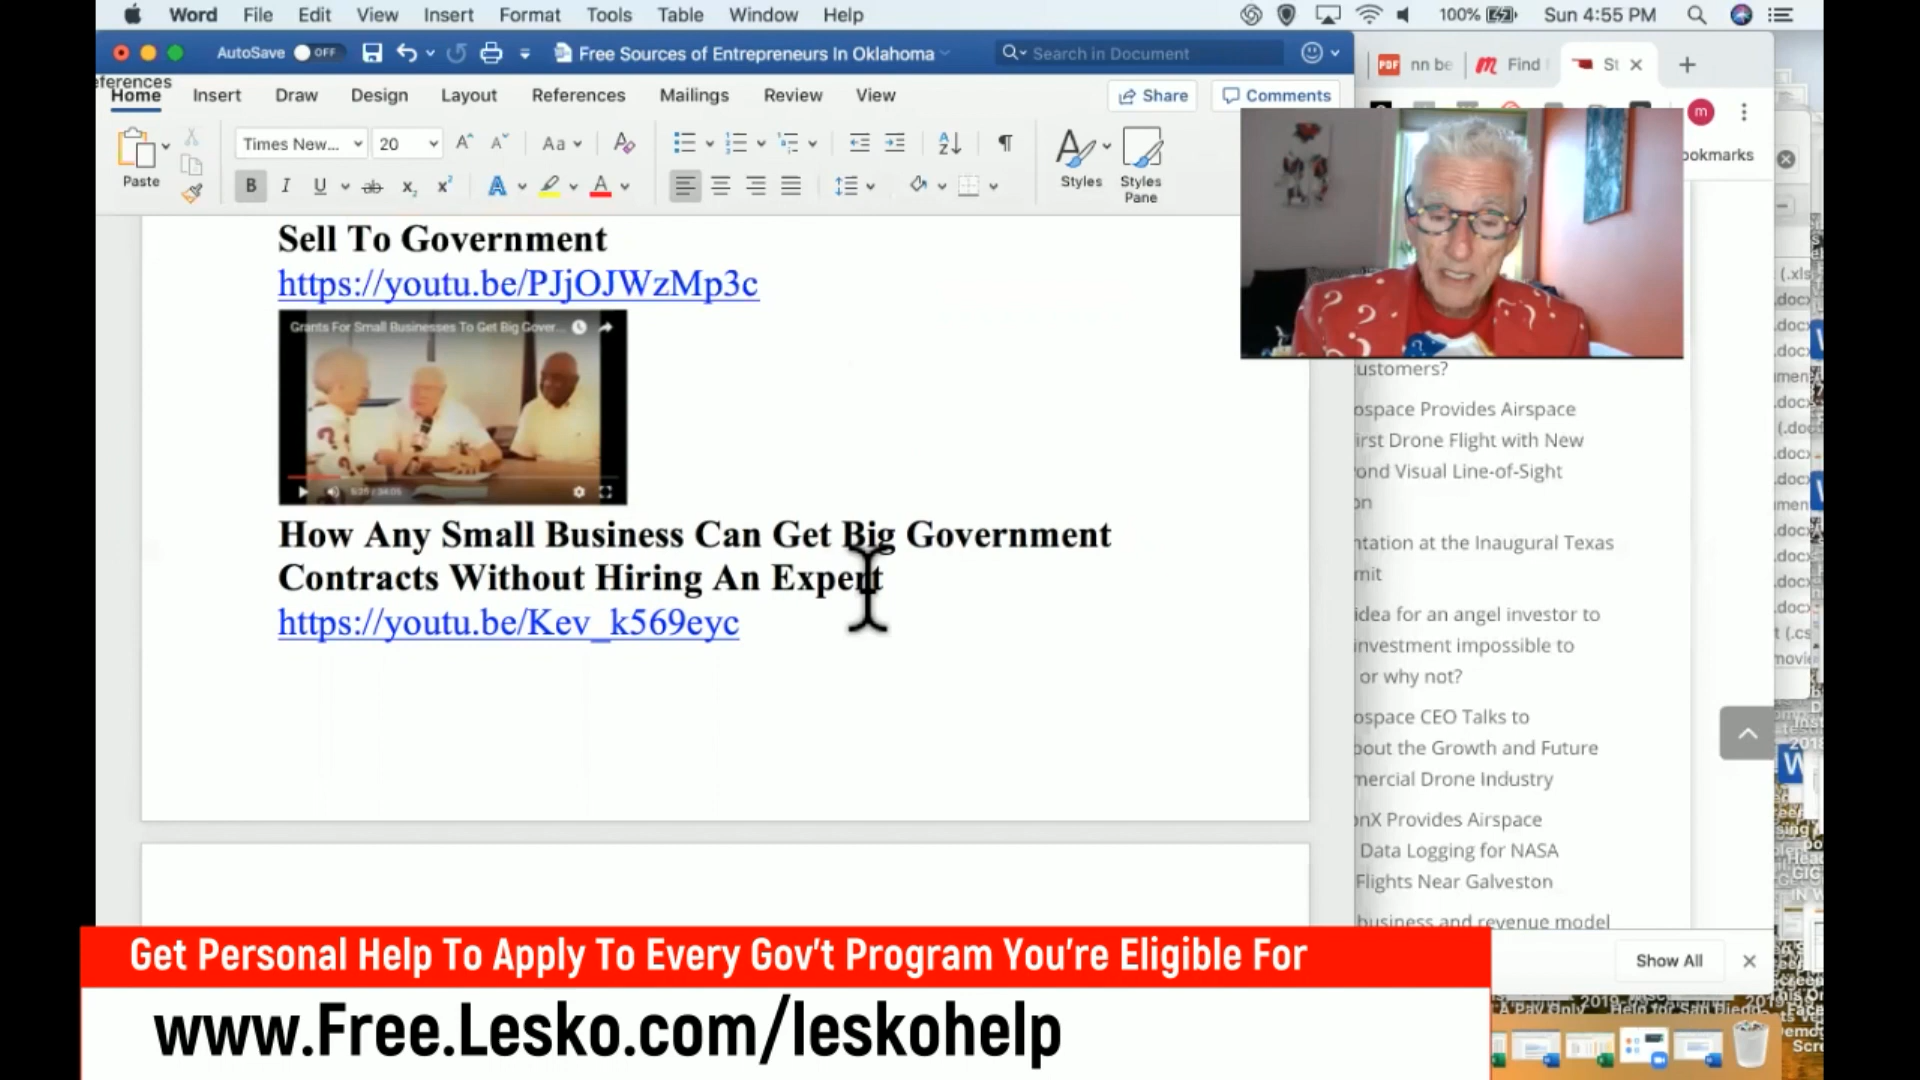 Word File Edit View Insert Format Tools Table Window Help
100% Sun 4:55 PM
AutoSave OFF
Free Sources of Entrepreneurs In Oklahoma
Search in Document
PDF
Find
St
Home Insert Draw Design Layout References Mailings Review View
Share
Comments
Paste
Times New... 20
Aa
Styles
Styles
Pane
m
Sell To Government
https://youtu.be/PJjOJWzMp3c
Grants For Small Businesses To Get Big Gover...
How Any Small Business Can Get Big Government
Contracts Without Hiring An Expert
https://youtu.be/Kev_k569eyc
ustomers?
ospace Provides Airspace
irst Drone Flight with New
ond Visual Line-of-Sight
on
ntation at the Inaugural Texas
mit
idea for an angel investor to
investment impossible to
or why not?
ospace CEO Talks to
bout the Growth and Future
mercial Drone Industry
onX Provides Airspace
Data Logging for NASA
Flights Near Galveston
business and revenue model
Show All
Get Personal Help To Apply To Every Gov't Program You're Eligible For
www.Free.Lesko.com/leskohelp